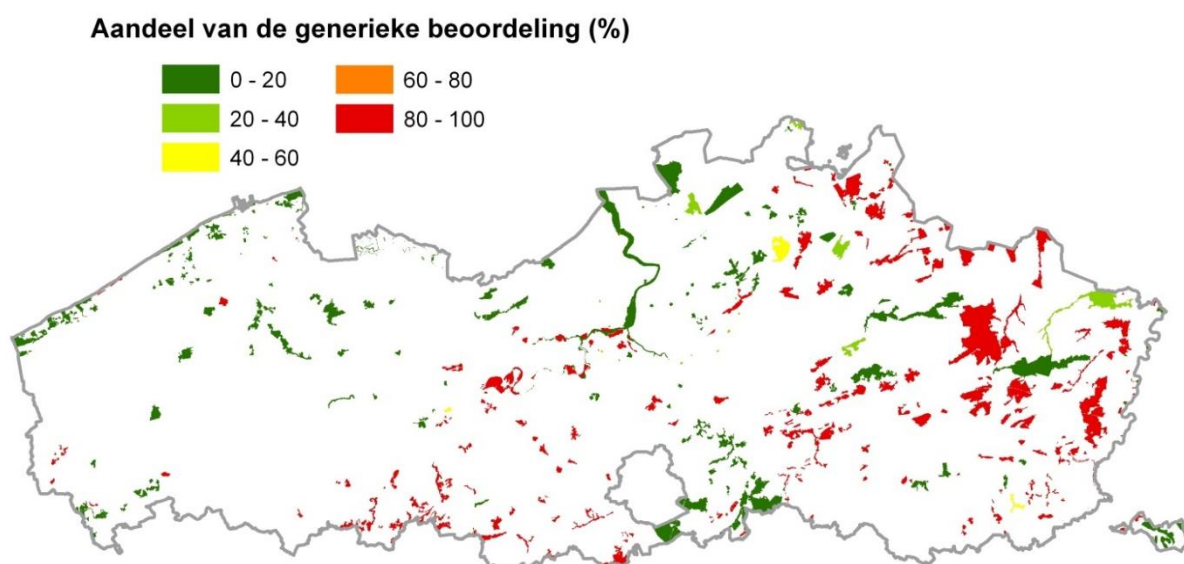 Aandeel van de generieke beoordeling (%)
0 - 20
20 - 40
40 - 60
60 - 80
80 - 100